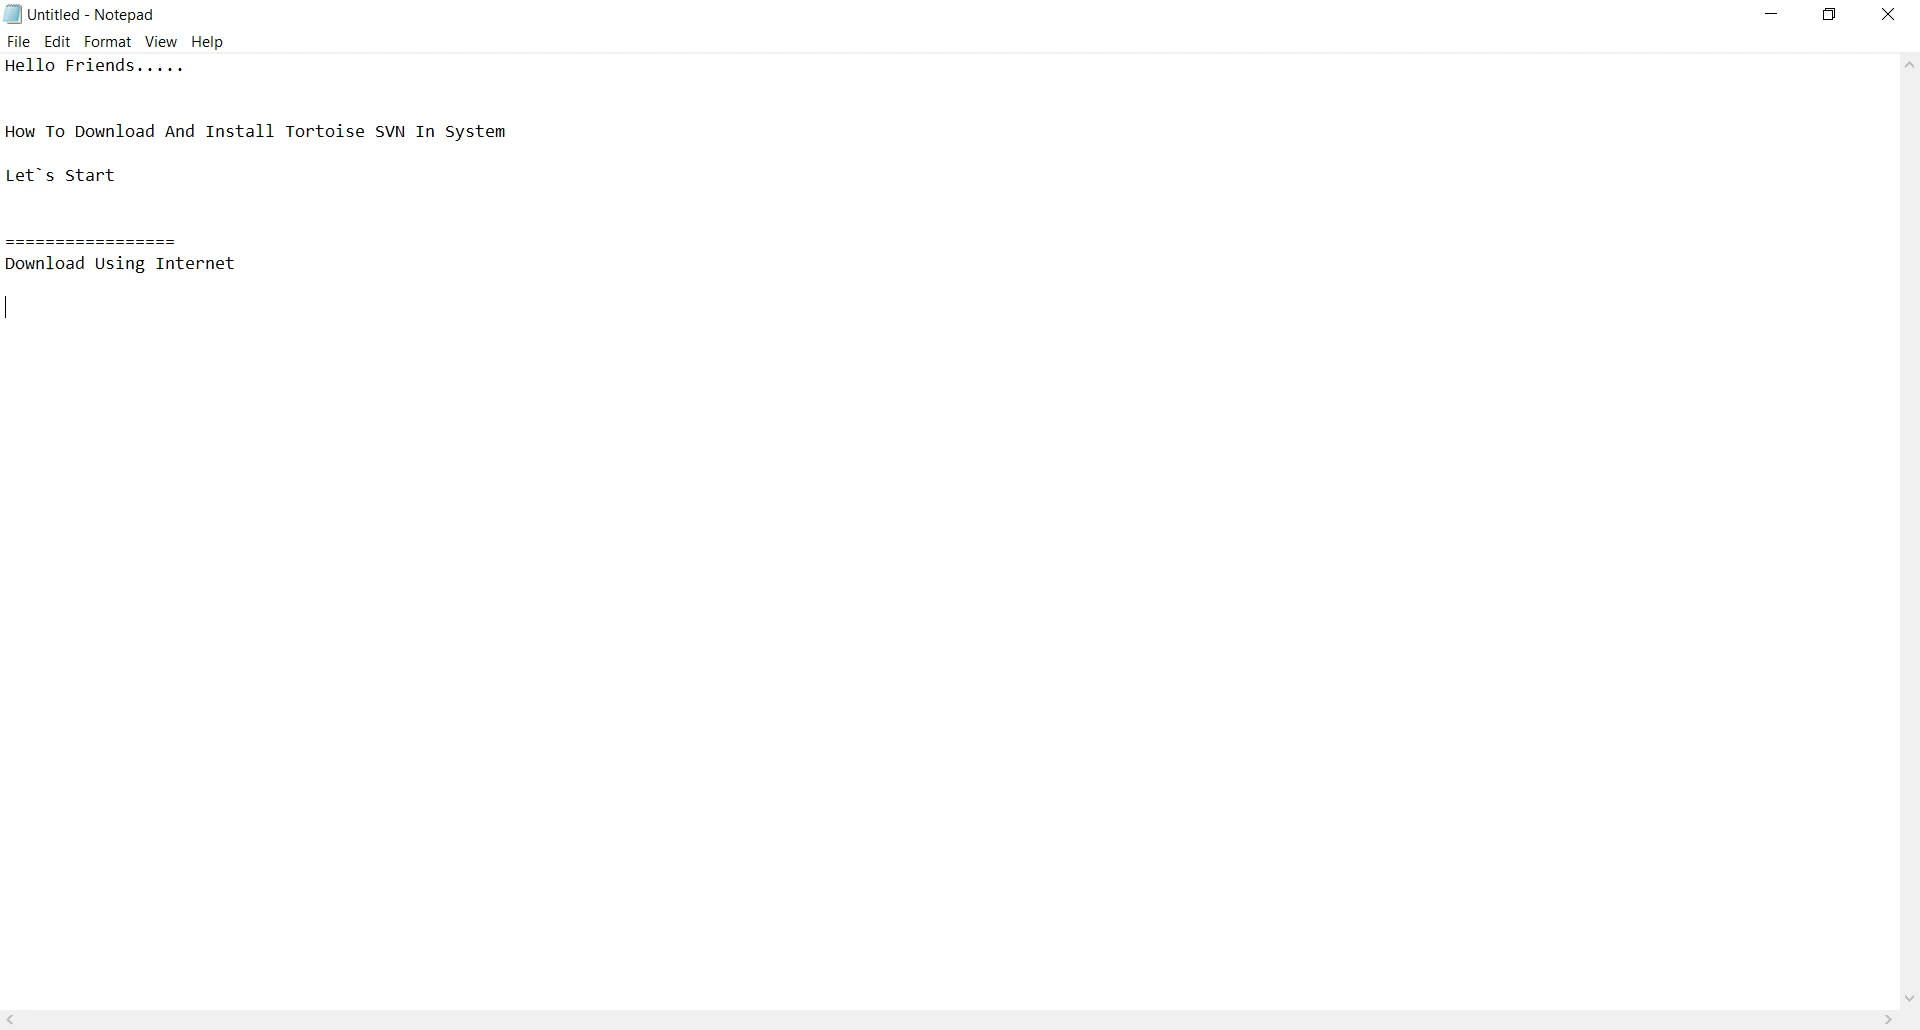 Untitled - Notepad
File Edit Format View Help
Hello Friends.....
How To Download And Install Tortoise SVN In System
Let`s Start
=================
Download Using Internet